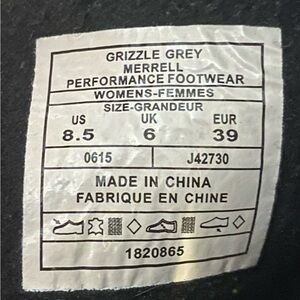 GRIZZLE GREY
MERRELL
PERFORMANCE FOOTWEAR
WOMENS-FEMMES
SIZE-GRANDEUR
US UK EUR
8.5 6 39
0615 J42730
MADE IN CHINA
FABRIQUE EN CHINE
1820865